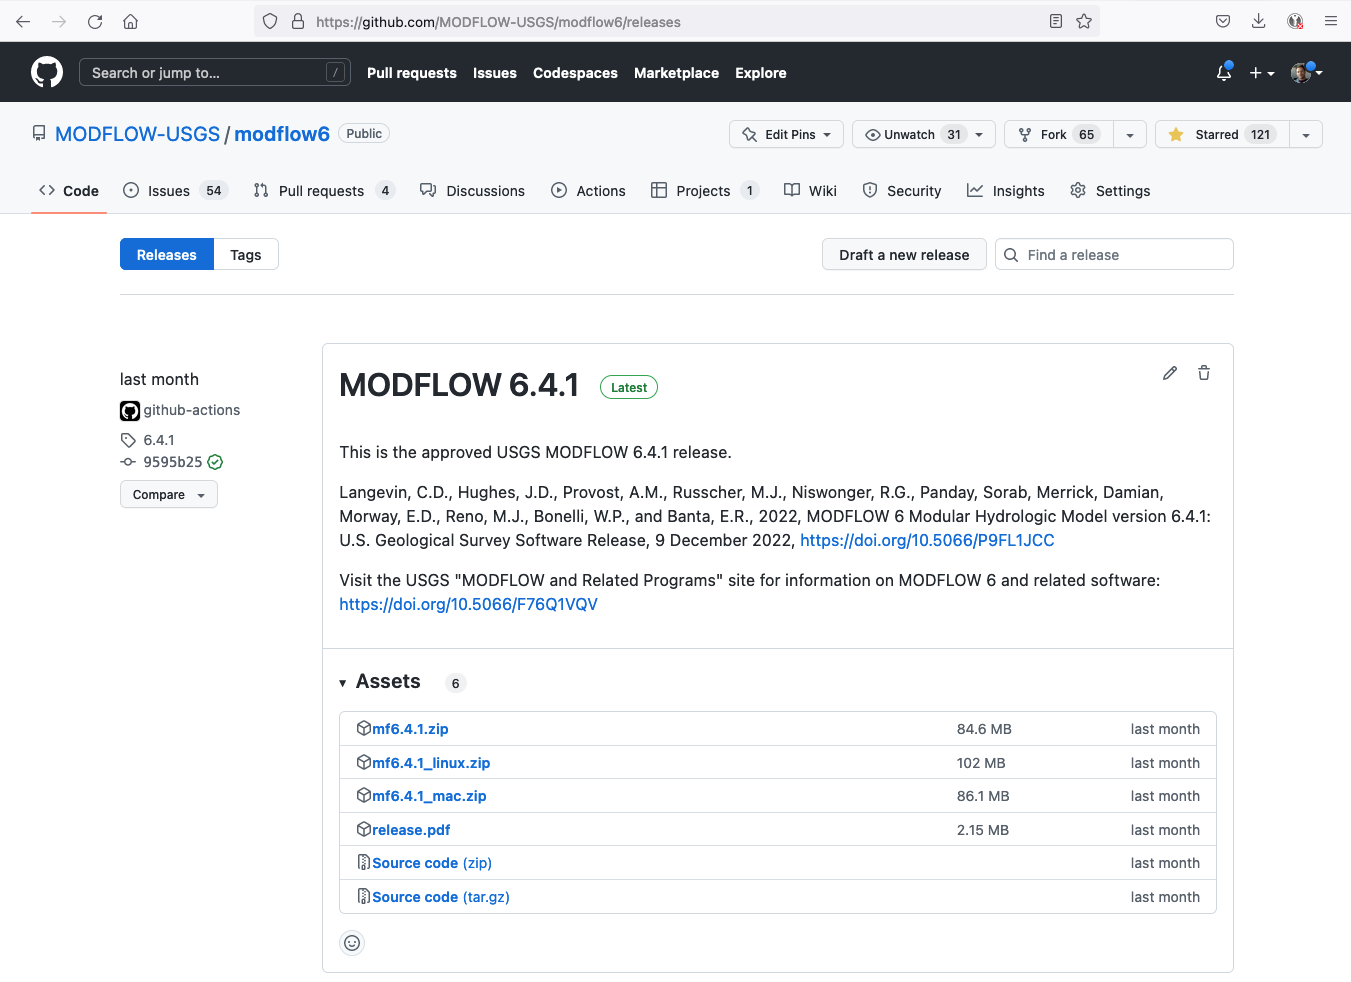 https://github.com/MODFLOW-USGS/modflow6/releases
Search or jump to... / Pull requests Issues Codespaces Marketplace Explore
MODFLOW-USGS / modflow6 Public Edit Pins Unwatch 31 Fork 65 Starred 121
Code Issues 54 Pull requests 4 Discussions Actions Projects 1 Wiki Security Insights Settings
Releases Tags Draft a new release Find a release
last month
github-actions
6.4.1
9595b25
Compare
MODFLOW 6.4.1 Latest
This is the approved USGS MODFLOW 6.4.1 release.
Langevin, C.D., Hughes, J.D., Provost, A.M., Russcher, M.J., Niswonger, R.G., Panday, Sorab, Merrick, Damian,
Morway, E.D., Reno, M.J., Bonelli, W.P., and Banta, E.R., 2022, MODFLOW 6 Modular Hydrologic Model version 6.4.1:
U.S. Geological Survey Software Release, 9 December 2022, https://doi.org/10.5066/P9FL1JCC
Visit the USGS "MODFLOW and Related Programs" site for information on MODFLOW 6 and related software:
https://doi.org/10.5066/F76Q1VQV
Assets 6
mf6.4.1.zip 84.6 MB last month
mf6.4.1_linux.zip 102 MB last month
mf6.4.1_mac.zip 86.1 MB last month
release.pdf 2.15 MB last month
Source code (zip) last month
Source code (tar.gz) last month